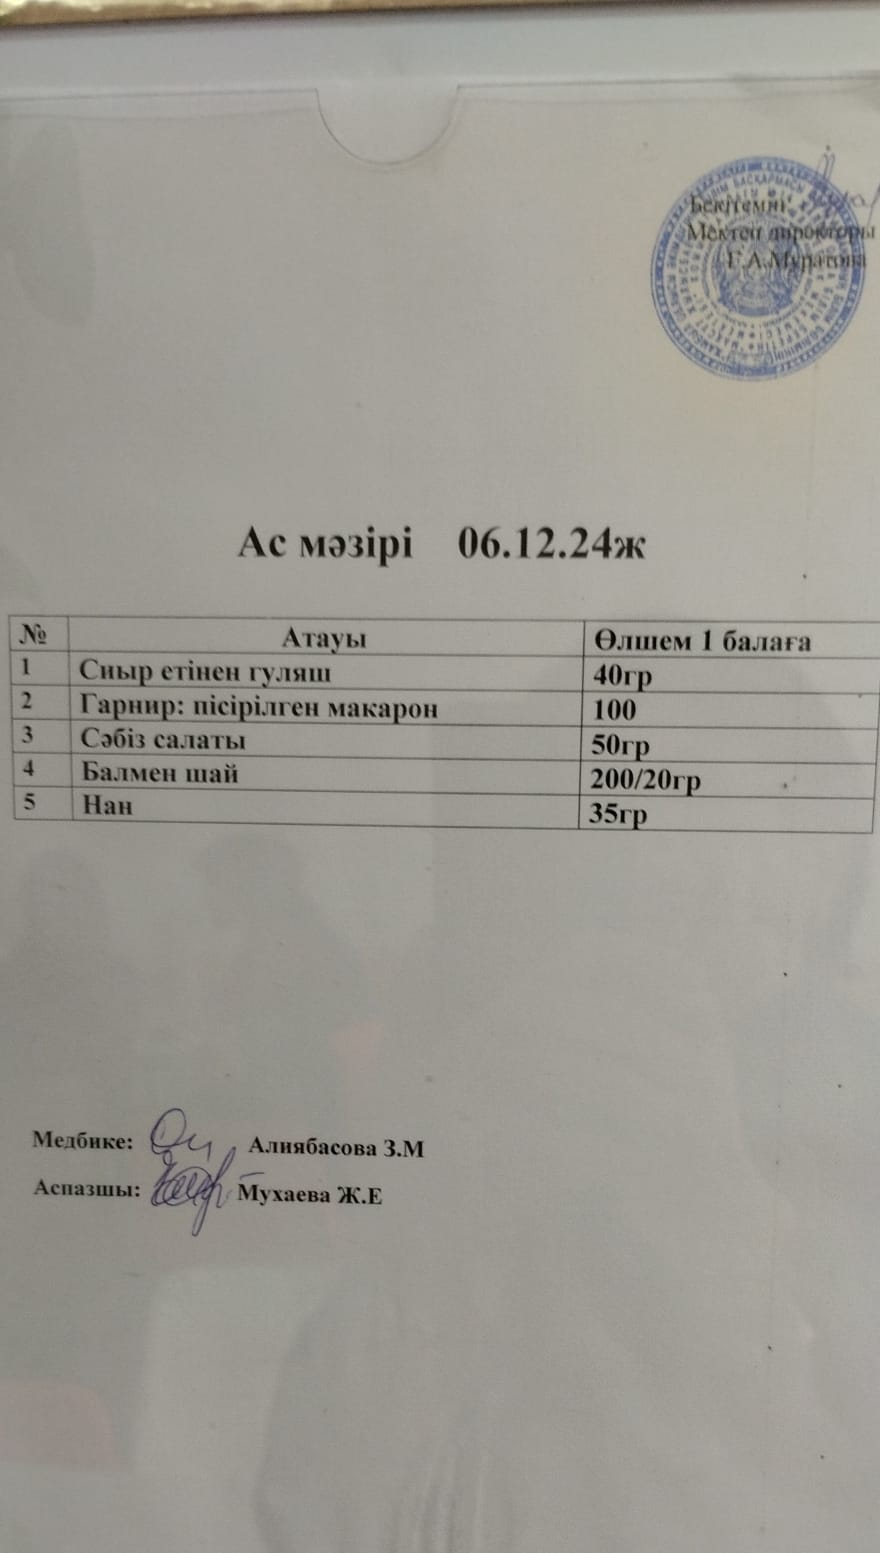 Бекітемін:
Мектеп дирокторы
Г.А.Муратова
Ас мәзірі 06.12.24ж
№ Атауы Өлшем 1 балаға
1 Сиыр етінен гуляш 40гр
2 Гарнир: пісірілген макарон 100
3 Сәбіз салаты 50гр
4 Балмен шай 200/20гр
5 Нан 35гр
Медбике: Алиябасова З.М
Аспазшы: Мухаева Ж.Е